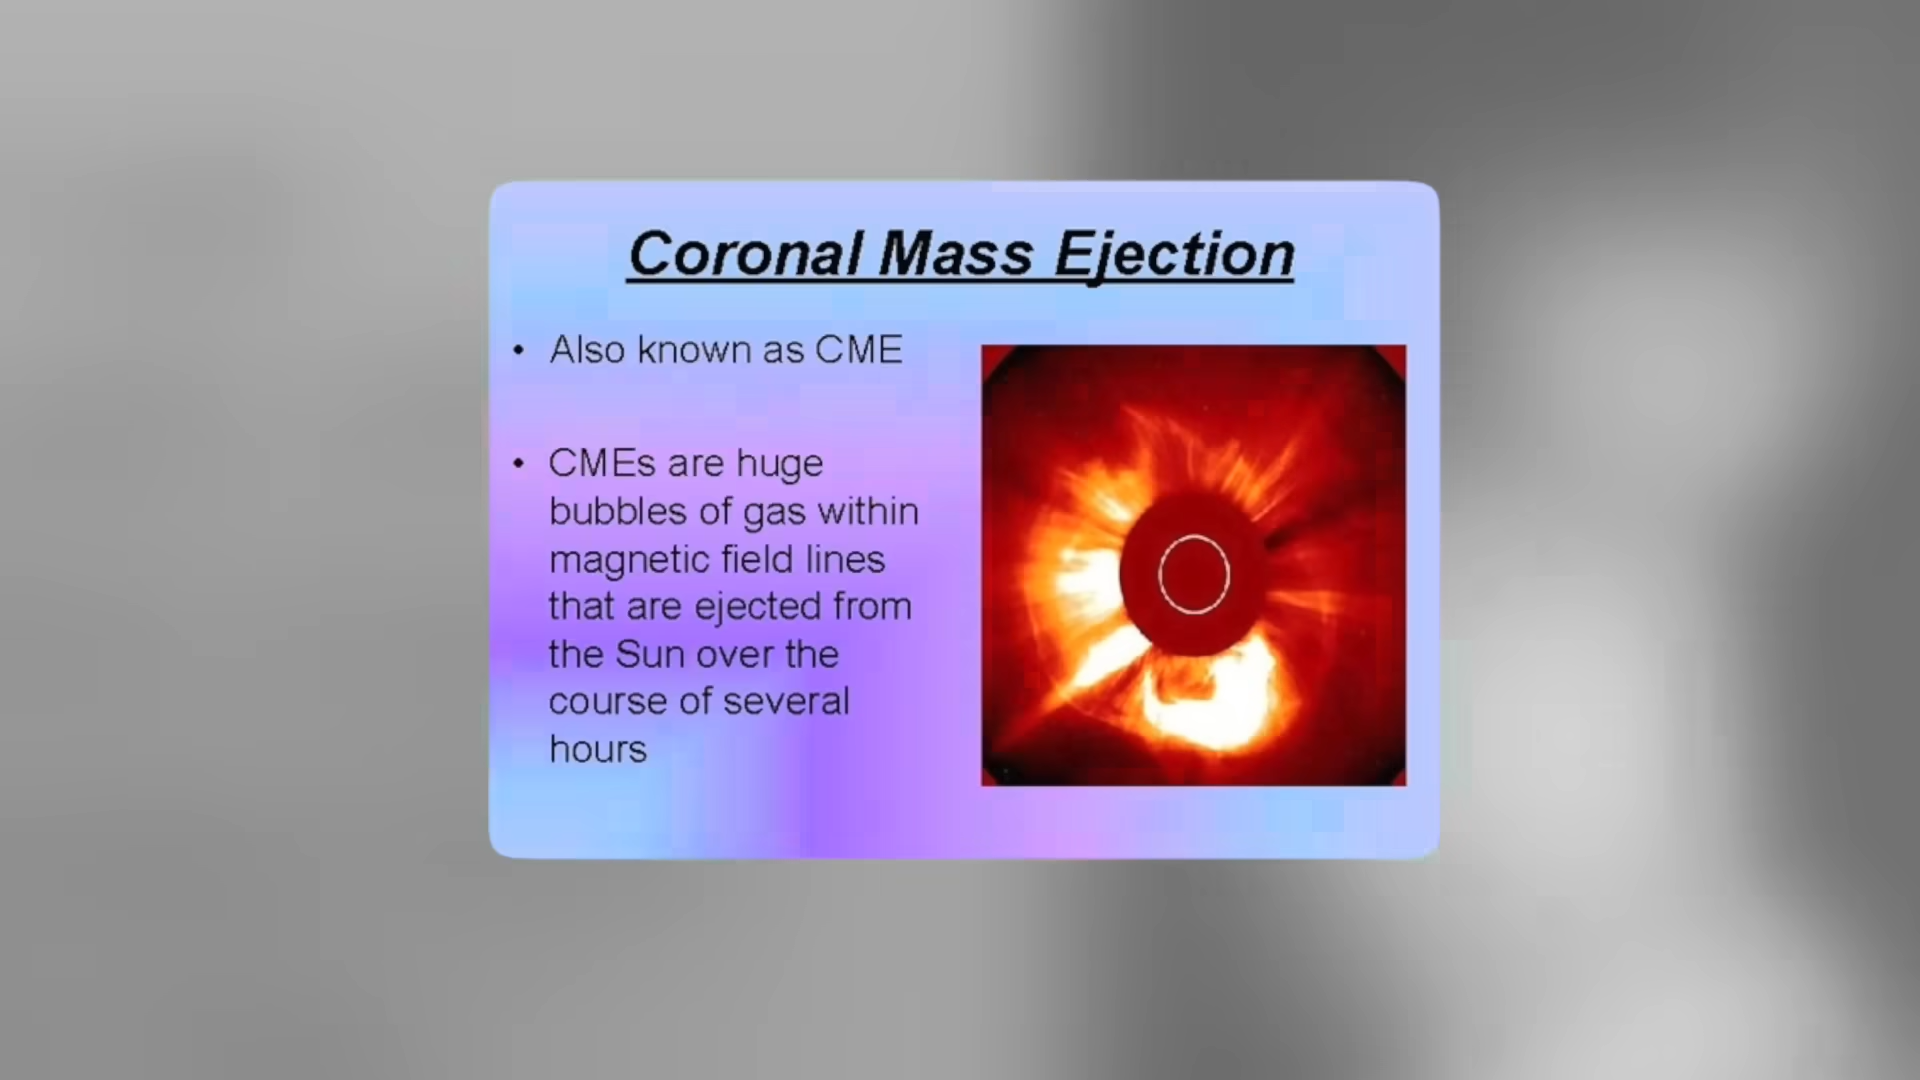 Coronal Mass Ejection
• Also known as CME
• CMEs are huge
bubbles of gas within
magnetic field lines
that are ejected from
the Sun over the
course of several
hours